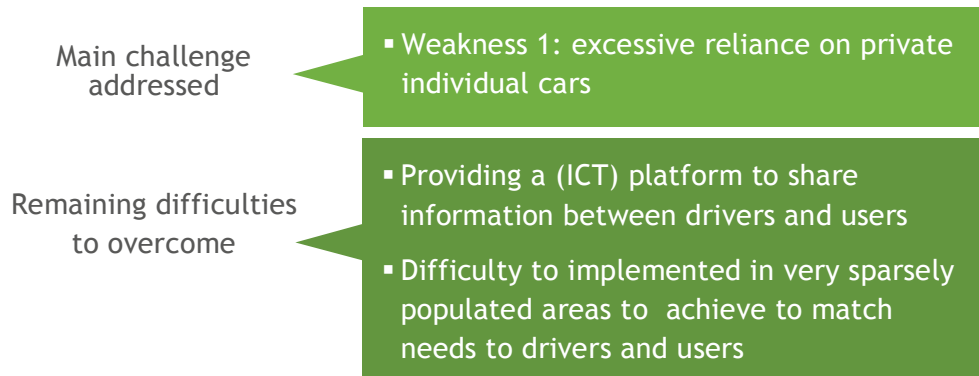 Main challenge
addressed
▪ Weakness 1: excessive reliance on private
individual cars
Remaining difficulties
to overcome
▪ Providing a (ICT) platform to share
information between drivers and users
▪ Difficulty to implemented in very sparsely
populated areas to  achieve to match
needs to drivers and users